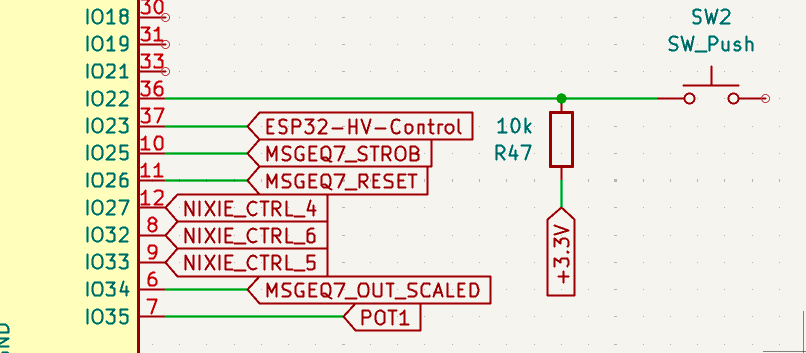 IO18 30
IO19 31
IO21 33
IO22 36
IO23 37 ESP32-HV-Control
IO25 10 MSGEQ7_STROB
IO26 11 MSGEQ7_RESET
IO27 12 NIXIE_CTRL_4
IO32 8 NIXIE_CTRL_6
IO33 9 NIXIE_CTRL_5
IO34 6 MSGEQ7_OUT_SCALED
IO35 7 POT1
GND
10k
R47
+3.3V
SW2
SW_Push